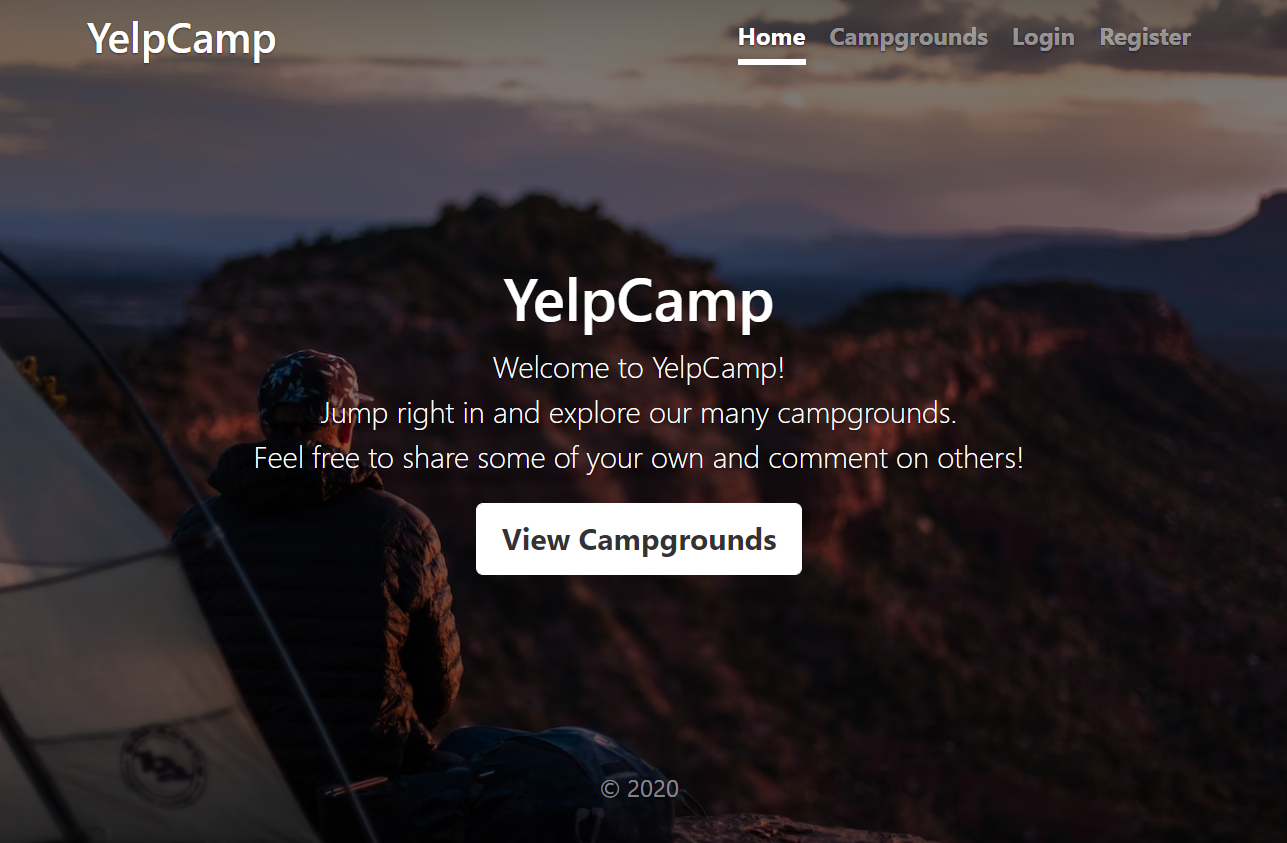 YelpCamp
Home Campgrounds Login Register
YelpCamp
Welcome to YelpCamp!
Jump right in and explore our many campgrounds.
Feel free to share some of your own and comment on others!
View Campgrounds
© 2020